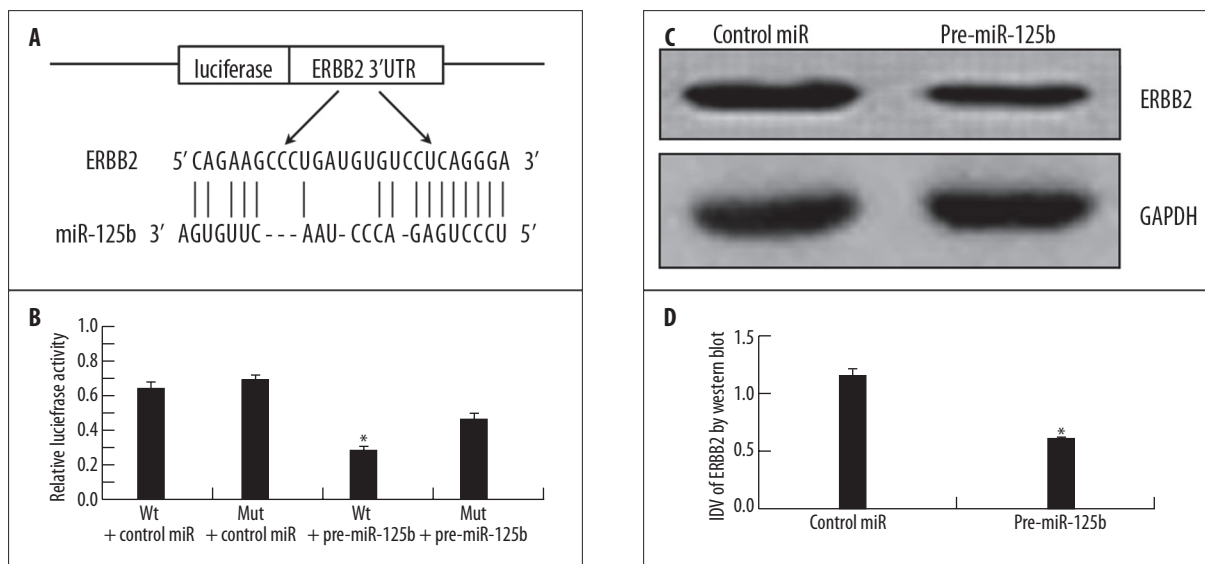 A
luciferase ERBB2 3'UTR
ERBB2 5' CAGAAGCCCUGAUGUGUCCUCAGGGA 3'
miR-125b 3' AGUGUUC---AAU-CCCA-GAGUCCCU 5'
B
Relative luciefrase activity
1.0
0.8
0.6
0.4
0.2
0.0
*
Wt Mut Wt Mut
+ control miR + control miR + pre-miR-125b + pre-miR-125b
C
Control miR Pre-miR-125b
ERBB2
GAPDH
D
IDV of ERBB2 by western blot
1.5
1.0
0.5
0.0
*
Control miR Pre-miR-125b